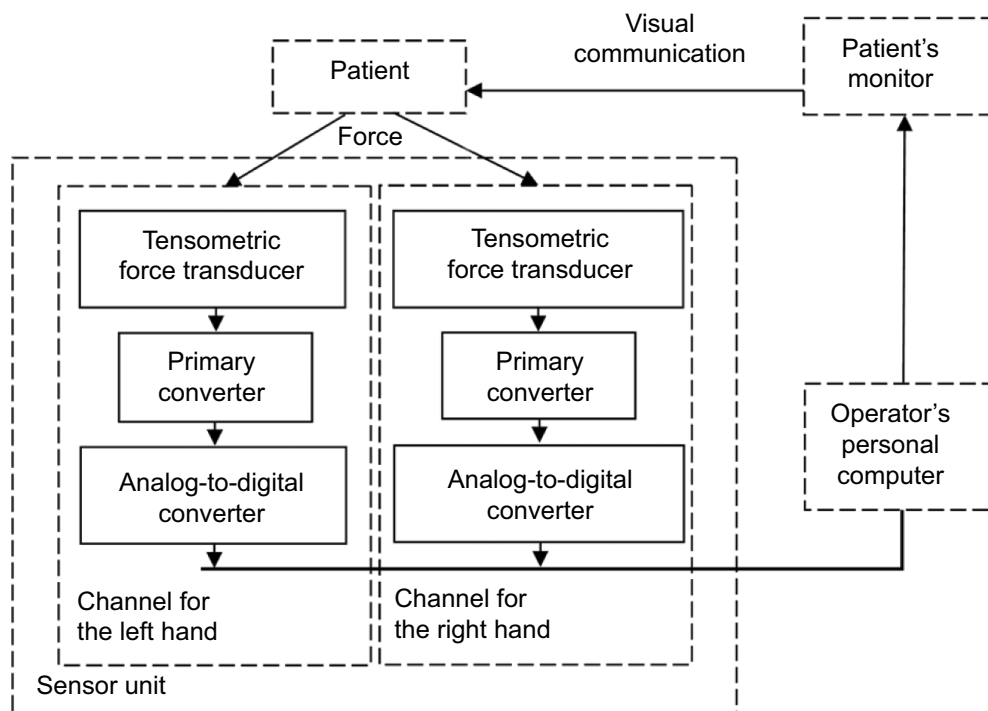 Visual
communication
Patient's
monitor
Patient
Force
Tensometric
force transducer
Tensometric
force transducer
Primary
converter
Primary
converter
Operator's
personal
computer
Analog-to-digital
converter
Analog-to-digital
converter
Channel for
the left hand
Channel for
the right hand
Sensor unit